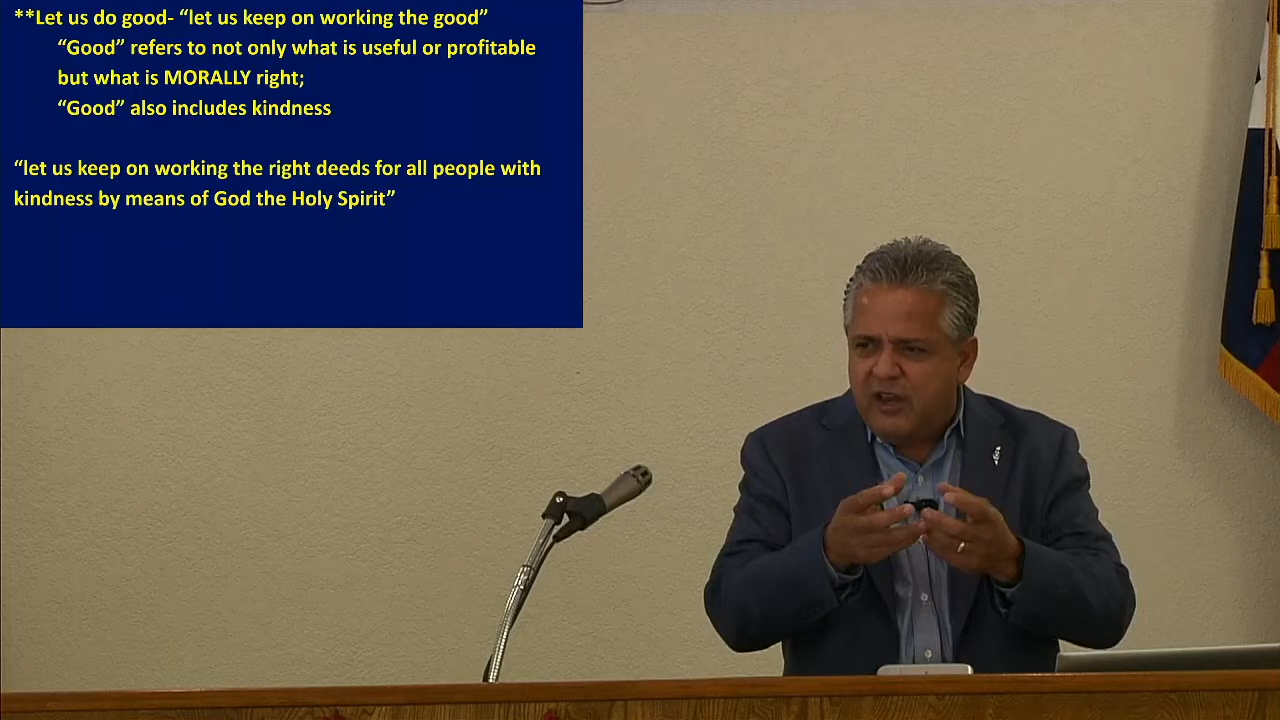 **Let us do good- “let us keep on working the good”
“Good” refers to not only what is useful or profitable
but what is MORALLY right;
“Good” also includes kindness
“let us keep on working the right deeds for all people with
kindness by means of God the Holy Spirit”